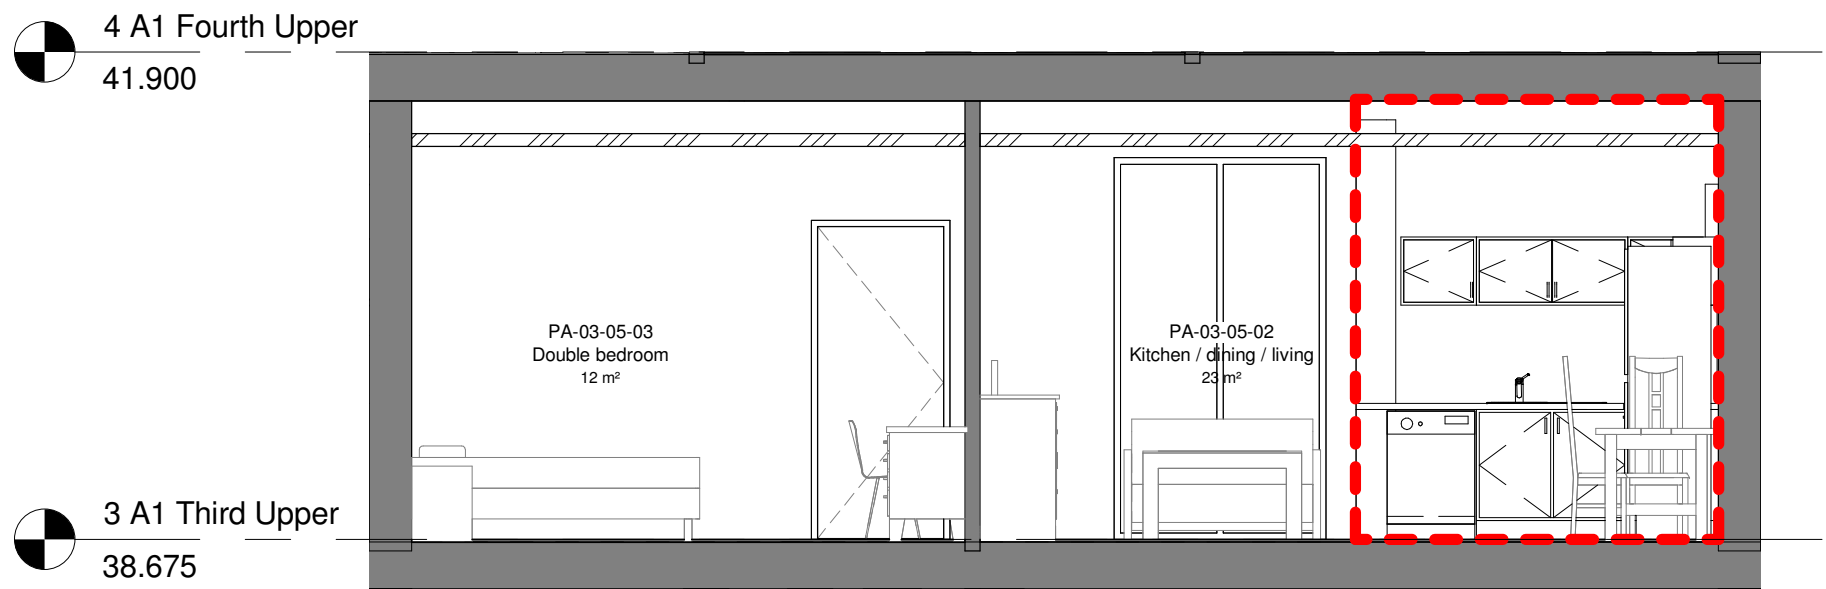 4 A1 Fourth Upper
41.900
PA-03-05-03
Double bedroom
12 m²
PA-03-05-02
Kitchen / dining / living
23 m²
3 A1 Third Upper
38.675